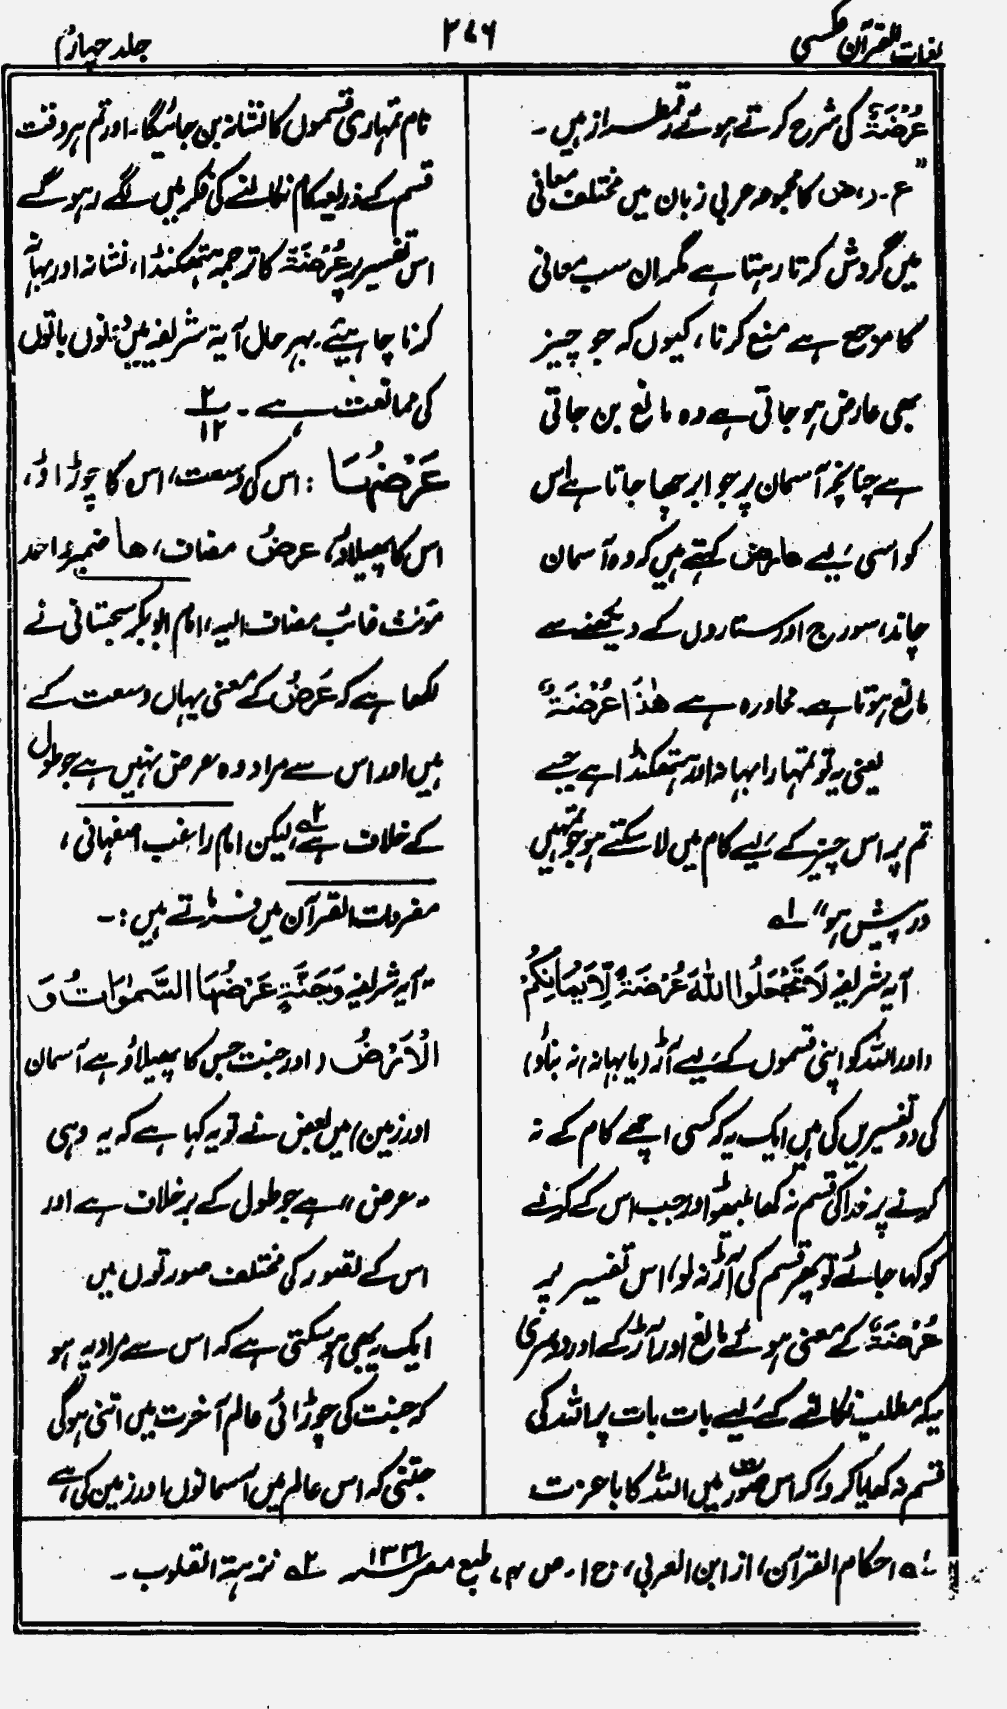 لغات القرآن عکسی
۲۷۶
جلد چہارم
عُرْضَةً کی شرح کرتے ہوئے رقمطراز ہیں۔
"ع۔ ر، ض کا مجموعہ عربی زبان میں مختلف معانی
میں گردش کرتا رہتا ہے مگر ان سب معانی
کا مرجع ہے منع کرنا، کیوں کہ جو چیز
بھی عارض ہو جاتی ہے وہ مانع بن جاتی
ہے چنانچہ آسمان پر جو ابر چھا جاتا ہے اس
کو اسی لیے عارض کہتے ہیں کہ وہ آسمان
چاند، سورج اور ستاروں کے دیکھنے سے
مانع ہوتا ہے۔ محاورہ ہے هٰذَا عُرْضَةٌ
یعنی یہ تو تمہارا بہانہ اور ہتھکنڈا ہے جسے
تم ہر اس چیز کے لیے کام میں لا سکتے ہو جو تمہیں
در پیش ہو" لہ
آیہ شریفہ لَا تَجْعَلُوا اللّٰهَ عُرْضَةً لِّاَيْمَانِكُمْ
(اور اللہ کو اپنی قسموں کے لیے آڑ (یا بہانہ) نہ بناؤ)
کی دو تفسیریں کی ہیں ایک یہ کہ کسی اچھے کام کے نہ
کرنے پر خدا کی قسم نہ کھا بیٹھو اور جب اس کے کرنے
کو کہا جائے تو پھر قسم کی آڑ نہ لو، اس تفسیر پر
عُرْضَةً کے معنی ہوئے مانع اور آڑ کے اور دوسری
یہ کہ مطلب نکالنے کے لیے بات بات پر اللہ کی
قسم نہ کھایا کرو، کہ اس صورت میں اللہ کا باعزت
نام تمہاری قسموں کا نشانہ بن جائیگا۔ اور تم ہر وقت
قسم کے ذریعہ کام نکالنے کی فکر میں لگے رہو گے
اس تفسیر پر عُرْضَةً کا ترجمہ ہتھکنڈا، نشانہ اور بہانہ
کرنا چاہیئے۔ بہر حال آیۃ شریفہ میں دونوں باتوں
کی ممانعت ہے۔ ۲/۱۲
عَرْضُهَا : اس کی وسعت، اس کا چوڑاؤ،
اس کا پھیلاؤ، عرضُ مضاف، ھا ضمیر واحد
مؤنث غائب مضاف الیہ، امام ابوبکر سجستانی نے
لکھا ہے کہ عَرْضُ کے معنی یہاں وسعت کے
ہیں اور اس سے مراد وہ عرض نہیں ہے جو طول
کے خلاف ہے ۲ لیکن امام راغب اصفہانی،
مفردات القرآن میں فرماتے ہیں :۔
"آیہ شریفہ وَجَنَّةٍ عَرْضُهَا السَّمٰوَاتُ وَ
الْاَرْضُ (اور جنت جس کا پھیلاؤ ہے آسمان
اور زمین) میں بعض نے تو یہ کہا ہے کہ یہ وہی
"عرض" ہے جو طول کے برخلاف ہے اور
اس کے تصور کی مختلف صورتوں میں
ایک یہ بھی ہو سکتی ہے کہ اس سے مراد یہ ہو
کہ جنت کی چوڑائی عالم آخرت میں اتنی ہوگی
جتنی کہ اس عالم میں آسمانوں اور زمین کی ہے
لہ احکام القرآن، از ابن العربی، ج ۱۔ ص ۷۴، طبع مصر ۱۳۳۱ ۲ نزہۃ القلوب۔